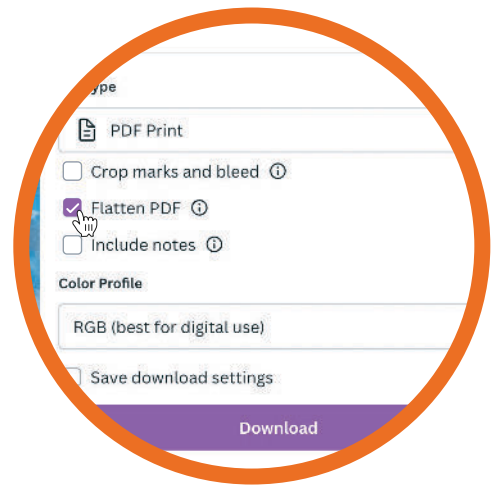 ype
PDF Print
Crop marks and bleed
Flatten PDF
Include notes
Color Profile
RGB (best for digital use)
Save download settings
Download